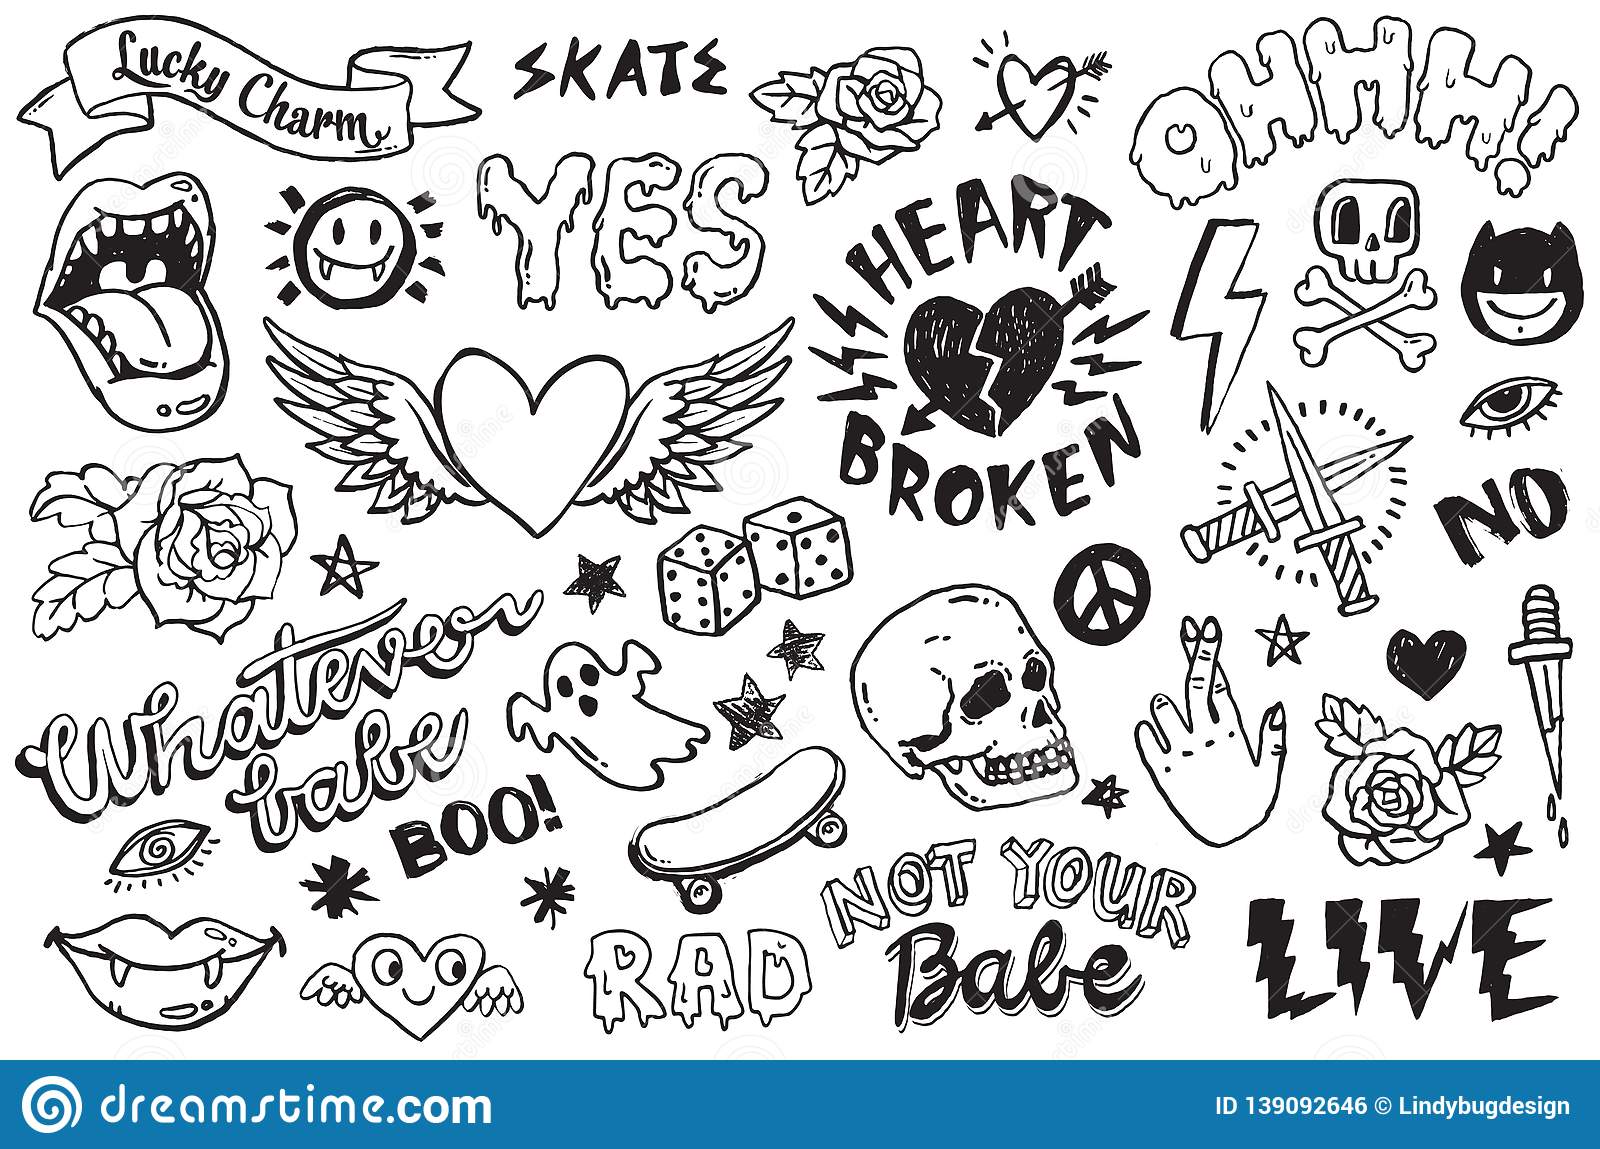 Lucky Charm
SKATE
OHHHH!
YES
HEART
BROKEN
NO
Whatever
babe
BOO!
NOT YOUR
Babe
RAD
LIVE
dreamstime.com
ID 139092646 © Lindybugdesign